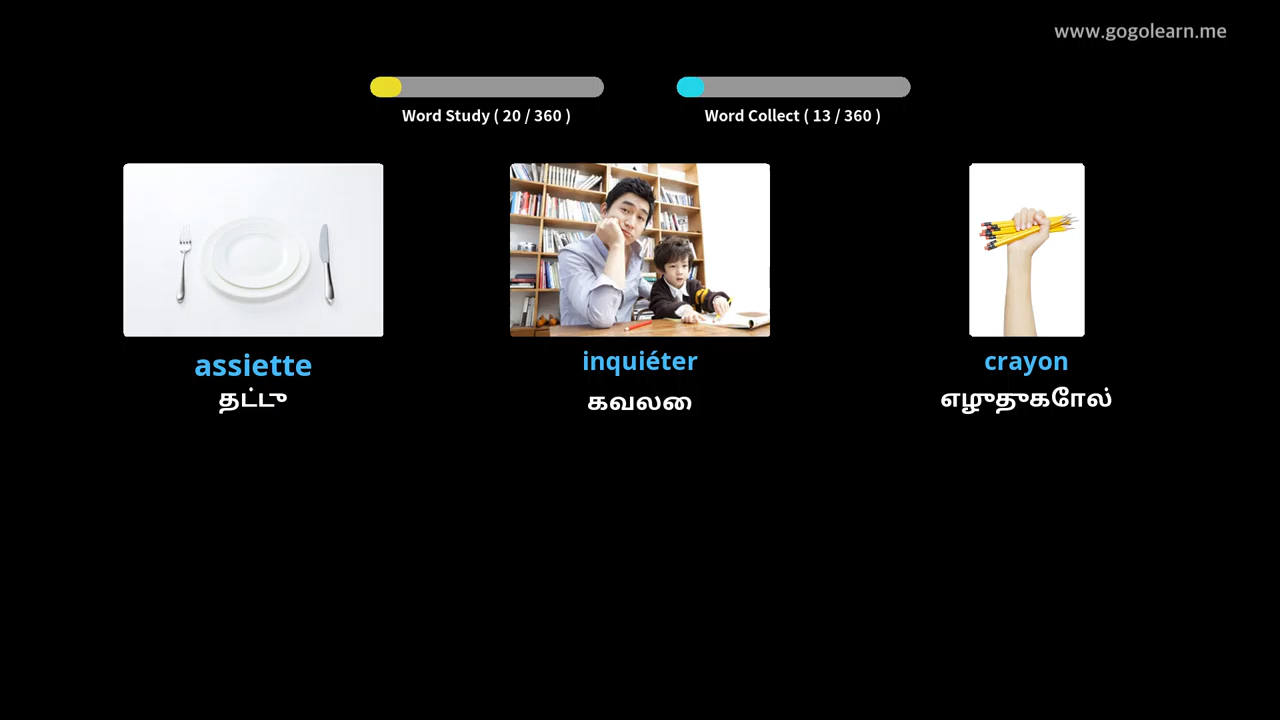 www.gogolearn.me
Word Study ( 20 / 360 )
Word Collect ( 13 / 360 )
assiette
தட்டு
inquiéter
கவலை
crayon
எழுதுகோல்